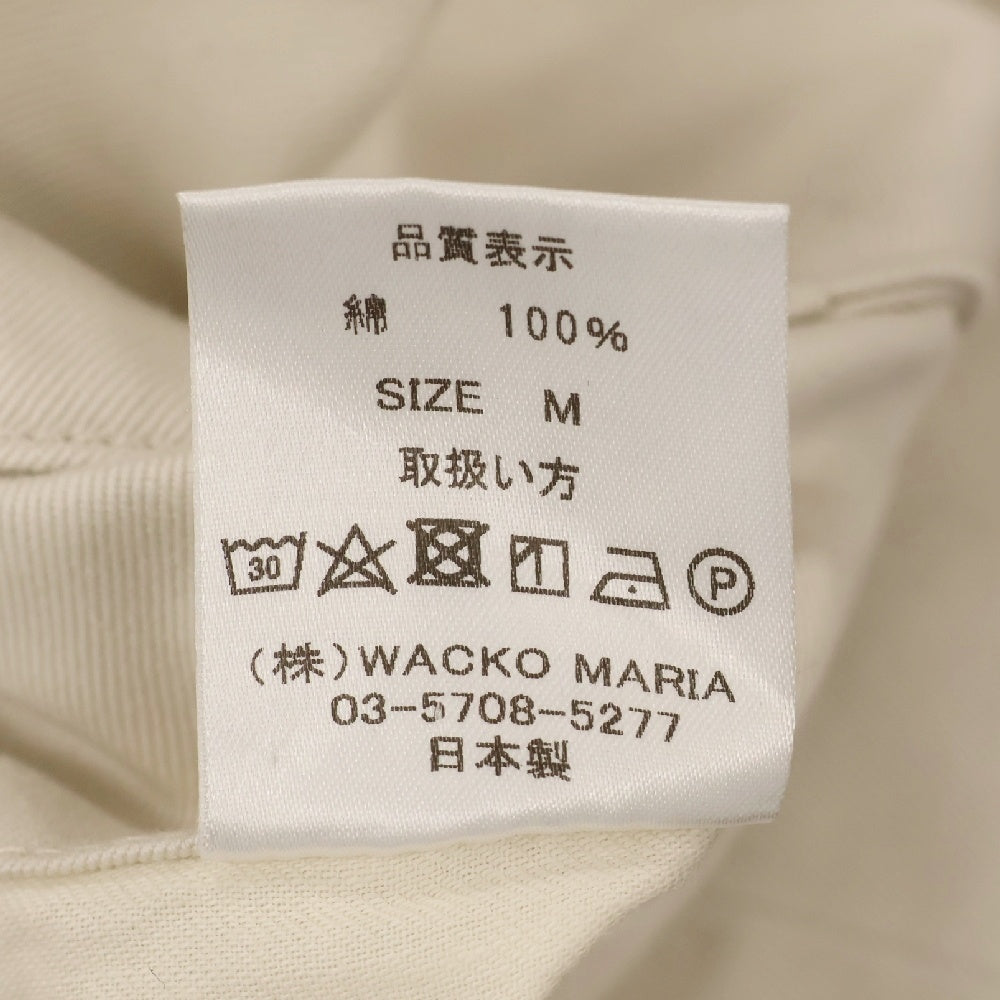 品質表示
綿 100%
SIZE M
取扱い方
30 P
(株)WACKO MARIA
03-5708-5277
日本製